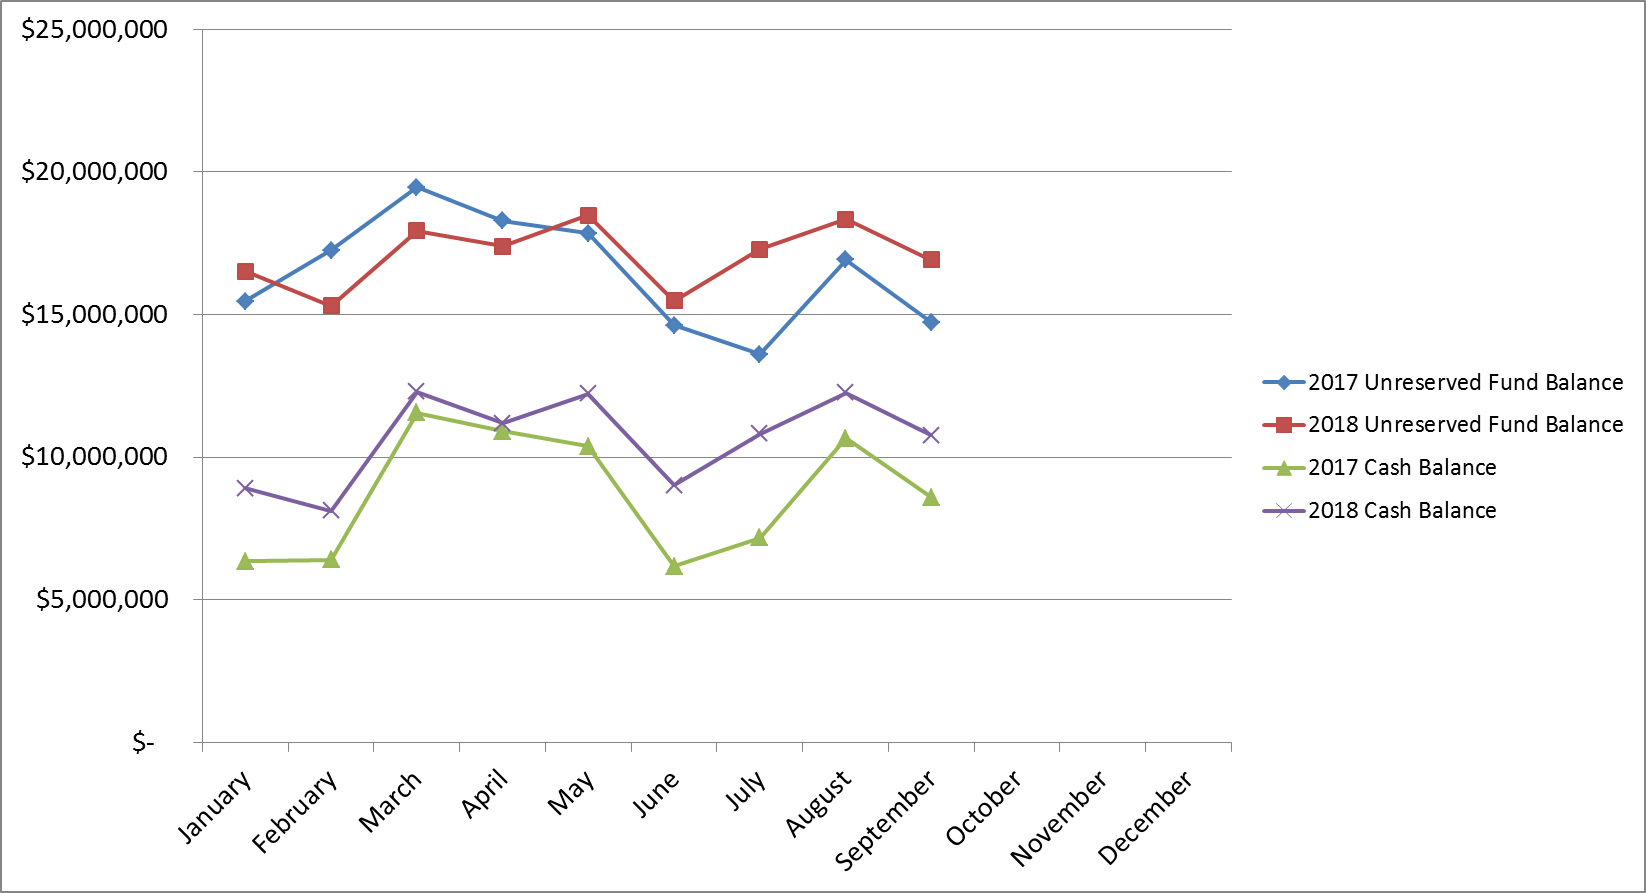 $25,000,000
$20,000,000
$15,000,000
$10,000,000
$5,000,000
$-
January
February
March
April
May
June
July
August
September
October
November
December
2017 Unreserved Fund Balance
2018 Unreserved Fund Balance
2017 Cash Balance
2018 Cash Balance